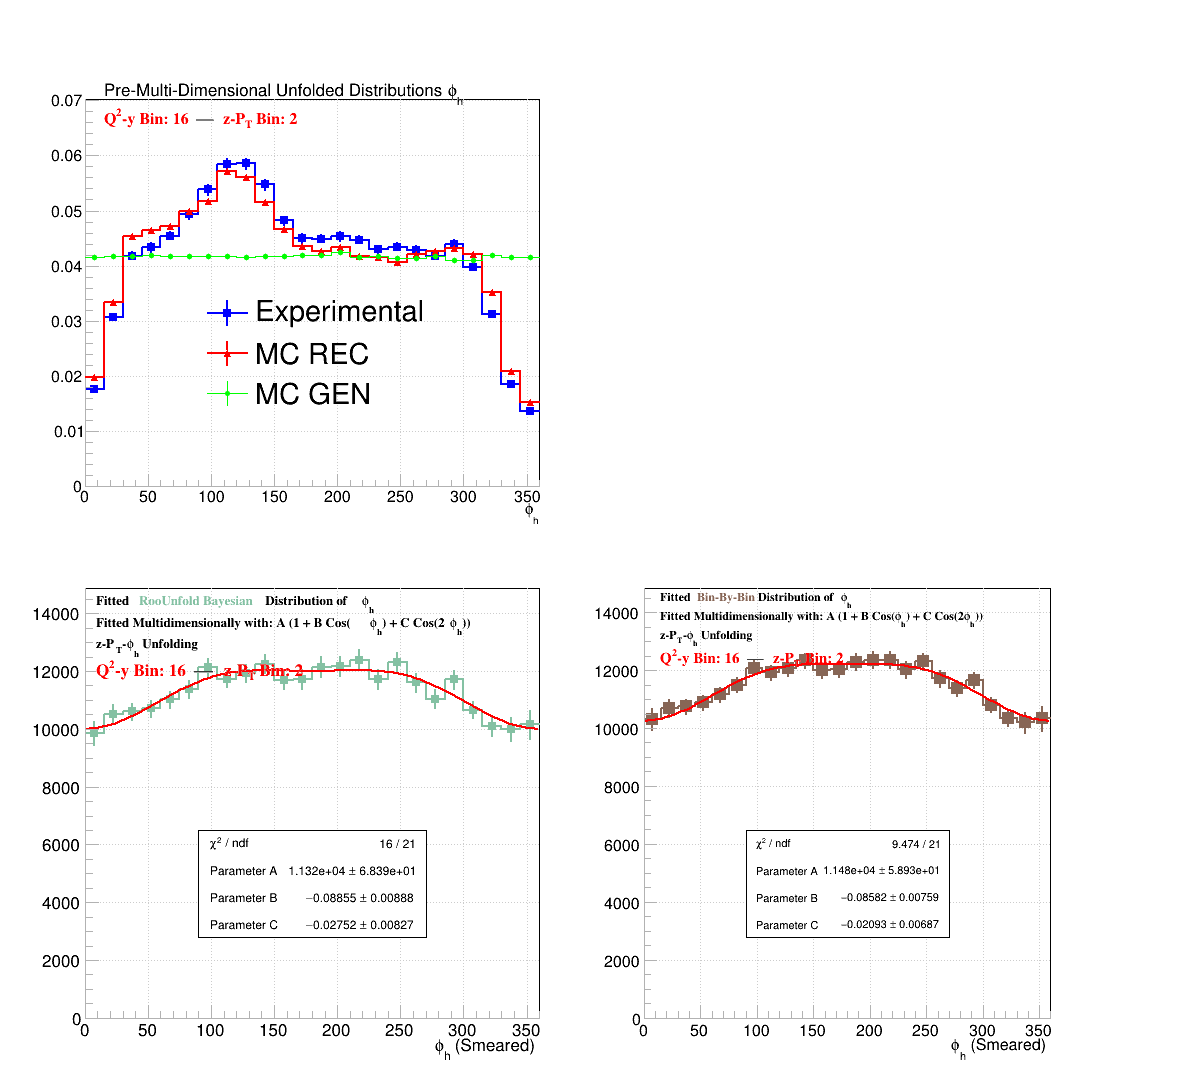 Pre-Multi-Dimensional Unfolded Distributions ϕh
Q²-y Bin: 16 — z-PT Bin: 2
0.07
0.06
0.05
0.04
0.03
0.02
0.01
0
Experimental
MC REC
MC GEN
0 50 100 150 200 250 300 350
ϕh
Fitted RooUnfold Bayesian Distribution of ϕh
Fitted Multidimensionally with: A (1 + B Cos( ϕh) + C Cos(2 ϕh))
z-PT-ϕh Unfolding
Q²-y Bin: 16 — z-PT Bin: 2
14000
12000
10000
8000
6000
4000
2000
0
χ² / ndf 16 / 21
Parameter A 1.132e+04 ± 6.839e+01
Parameter B −0.08855 ± 0.00888
Parameter C −0.02752 ± 0.00827
0 50 100 150 200 250 300 350
ϕh (Smeared)
Fitted Bin-By-Bin Distribution of ϕh
Fitted Multidimensionally with: A (1 + B Cos(ϕh) + C Cos(2ϕh))
z-PT-ϕh Unfolding
Q²-y Bin: 16 — z-PT Bin: 2
14000
12000
10000
8000
6000
4000
2000
0
χ² / ndf 9.474 / 21
Parameter A 1.148e+04 ± 5.893e+01
Parameter B −0.08582 ± 0.00759
Parameter C −0.02093 ± 0.00687
0 50 100 150 200 250 300 350
ϕh (Smeared)